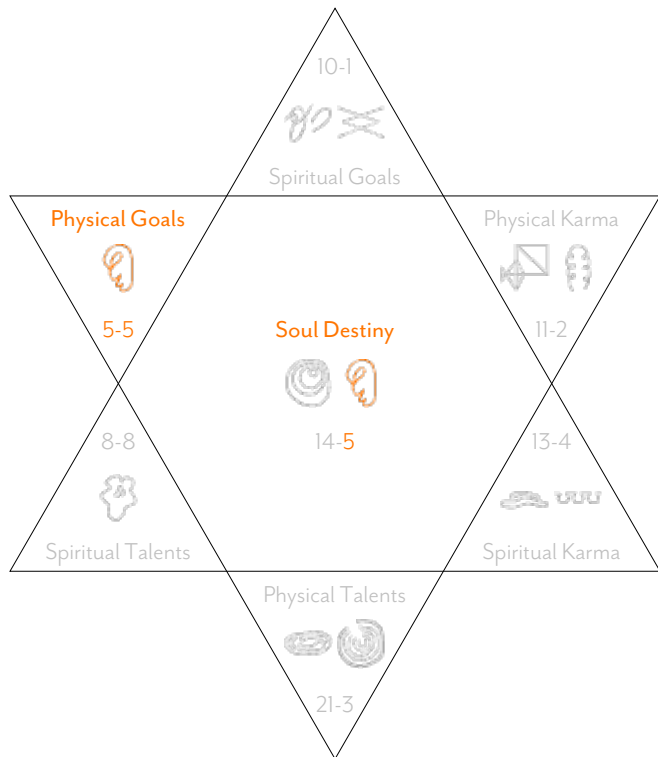 10-1
Spiritual Goals
Physical Goals
5-5
Physical Karma
11-2
Soul Destiny
14-5
8-8
Spiritual Talents
13-4
Spiritual Karma
Physical Talents
21-3